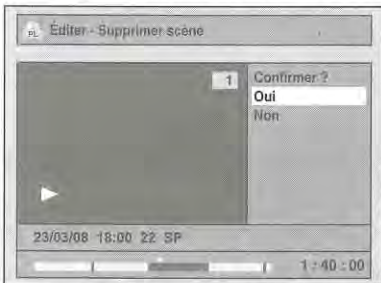 PL Éditer - Supprimer scène
1
Confirmer ?
Oui
Non
23/03/08 18:00 22 SP
1:40:00